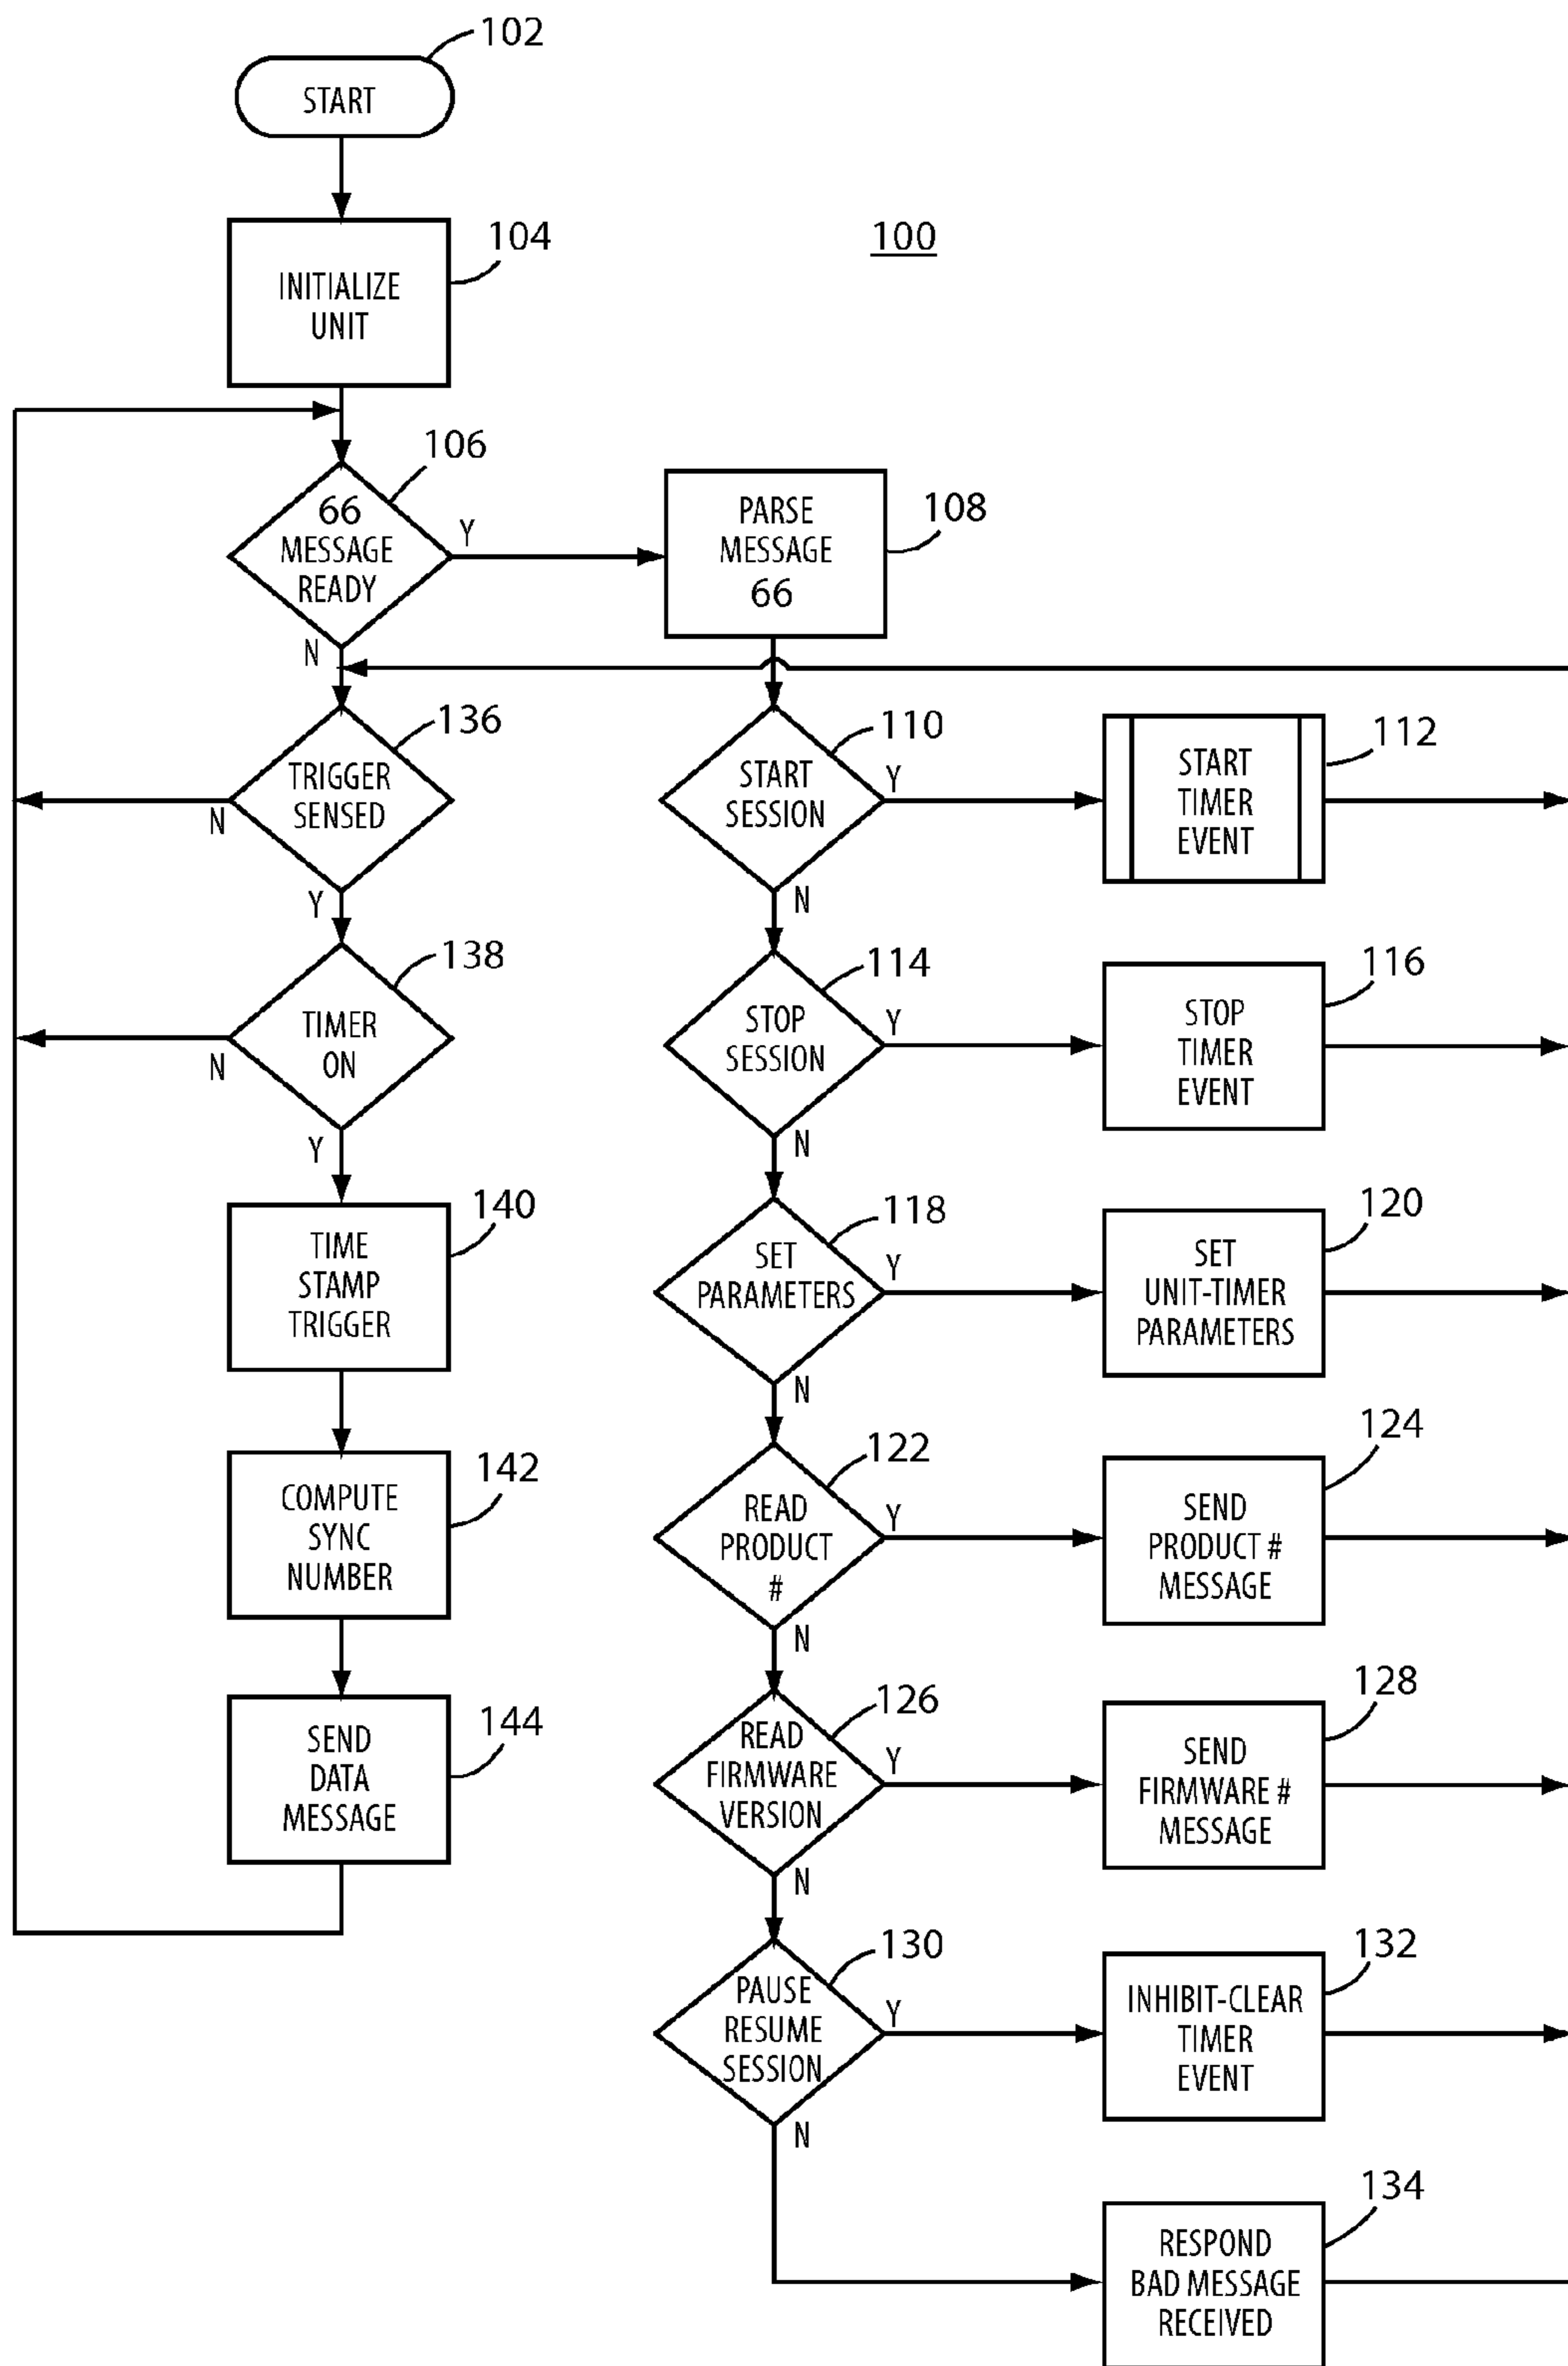 102
START
104
INITIALIZE
UNIT
100
106
66
MESSAGE
READY
Y
N
PARSE
MESSAGE
66
108
136
TRIGGER
SENSED
N
Y
110
START
SESSION
Y
N
112
START
TIMER
EVENT
138
TIMER
ON
N
Y
114
STOP
SESSION
Y
N
116
STOP
TIMER
EVENT
140
TIME
STAMP
TRIGGER
118
SET
PARAMETERS
Y
N
120
SET
UNIT-TIMER
PARAMETERS
142
COMPUTE
SYNC
NUMBER
122
READ
PRODUCT
#
Y
N
124
SEND
PRODUCT #
MESSAGE
144
SEND
DATA
MESSAGE
126
READ
FIRMWARE
VERSION
Y
N
128
SEND
FIRMWARE #
MESSAGE
130
PAUSE
RESUME
SESSION
Y
N
132
INHIBIT-CLEAR
TIMER
EVENT
134
RESPOND
BAD MESSAGE
RECEIVED